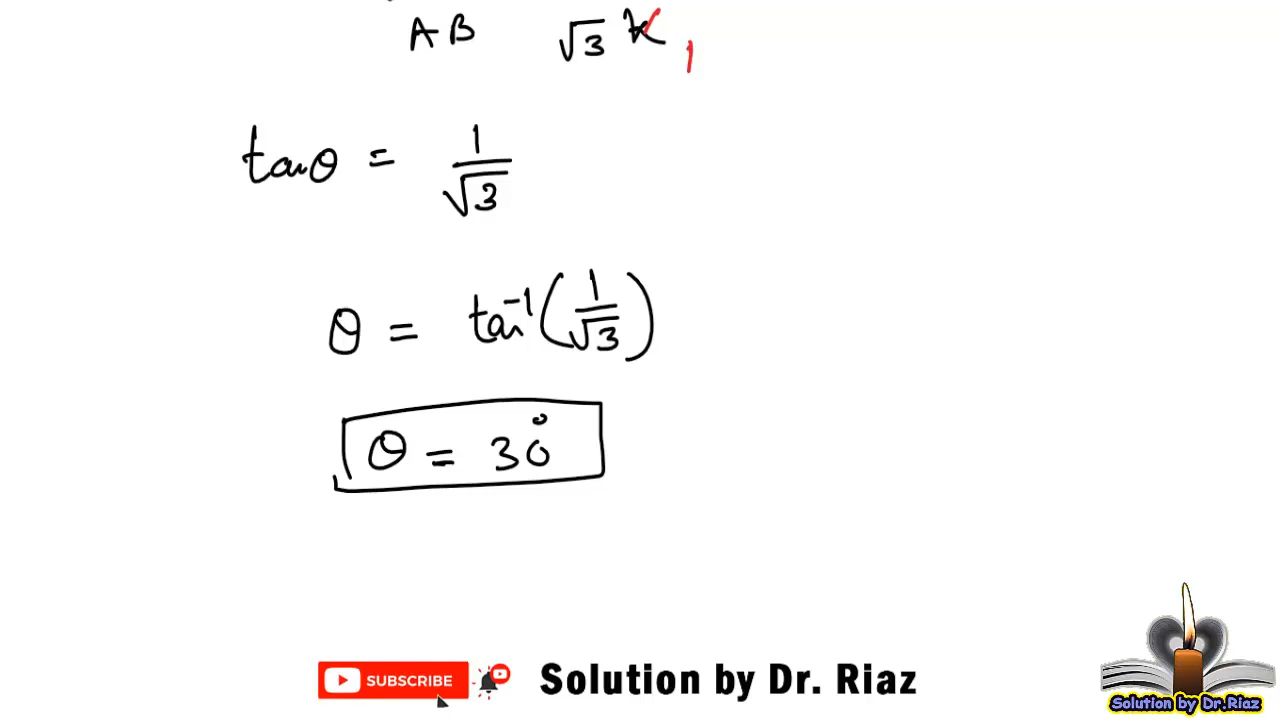 AB √3 x 1
tanθ = 1/√3
θ = tan⁻¹(1/√3)
θ = 30°
SUBSCRIBE
Solution by Dr. Riaz
Solution by Dr.Riaz